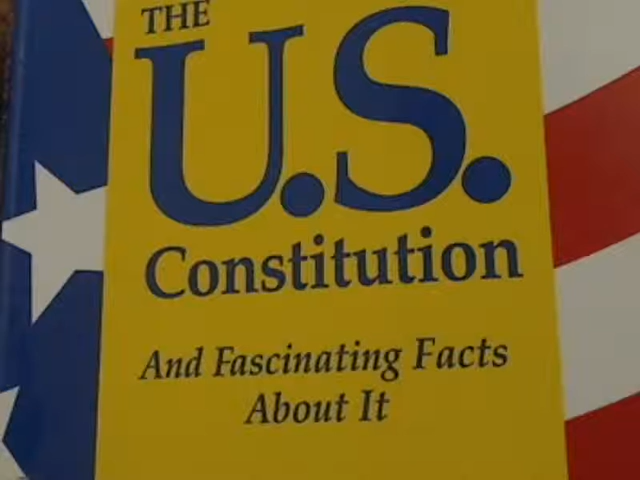 THE
U.S.
Constitution
And Fascinating Facts
About It